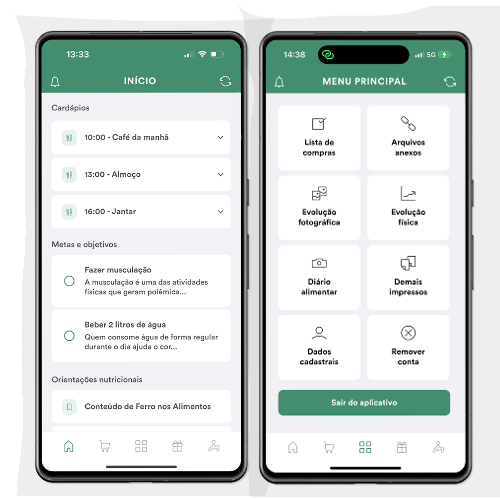 13:33
INÍCIO
Cardápios
10:00 - Café da manhã
13:00 - Almoço
16:00 - Jantar
Metas e objetivos
Fazer musculação
A musculação é uma das atividades
físicas que geram polêmica...
Beber 2 litros de água
Quem consome água de forma regular
durante o dia ajuda o cor...
Orientações nutricionais
Conteúdo de Ferro nos Alimentos
14:38
5G
MENU PRINCIPAL
Lista de
compras
Arquivos
anexos
Evolução
fotográfica
Evolução
física
Diário
alimentar
Demais
impressos
Dados
cadastrais
Remover
conta
Sair do aplicativo